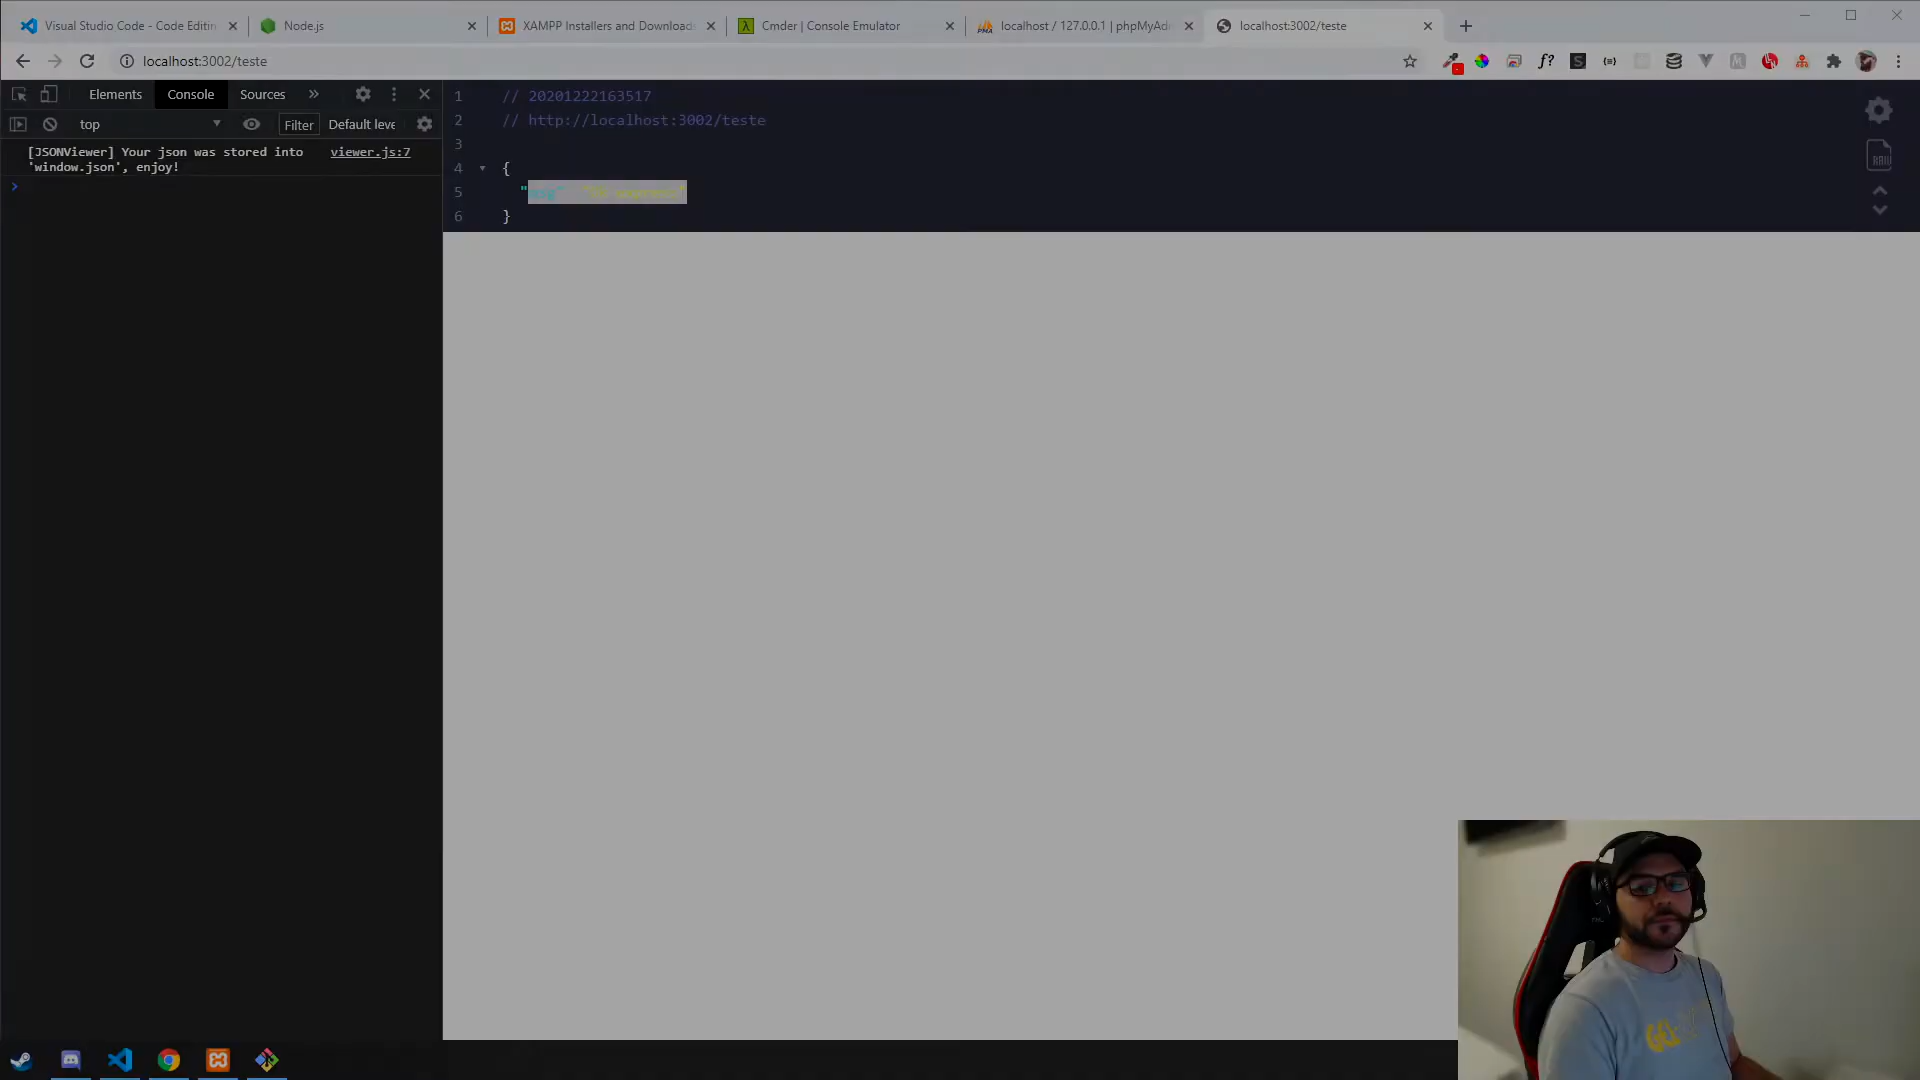 Visual Studio Code - Code Editin
Node.js
XAMPP Installers and Download
Cmder | Console Emulator
localhost / 127.0.0.1 | phpMyAd
localhost:3002/teste
localhost:3002/teste
Elements
Console
Sources
top
Filter
Default leve
[JSONViewer] Your json was stored into
'window.json', enjoy!
viewer.js:7
1 // 20201222163517
2 // http://localhost:3002/teste
3
4 {
5 "msg":
6 }
RAW